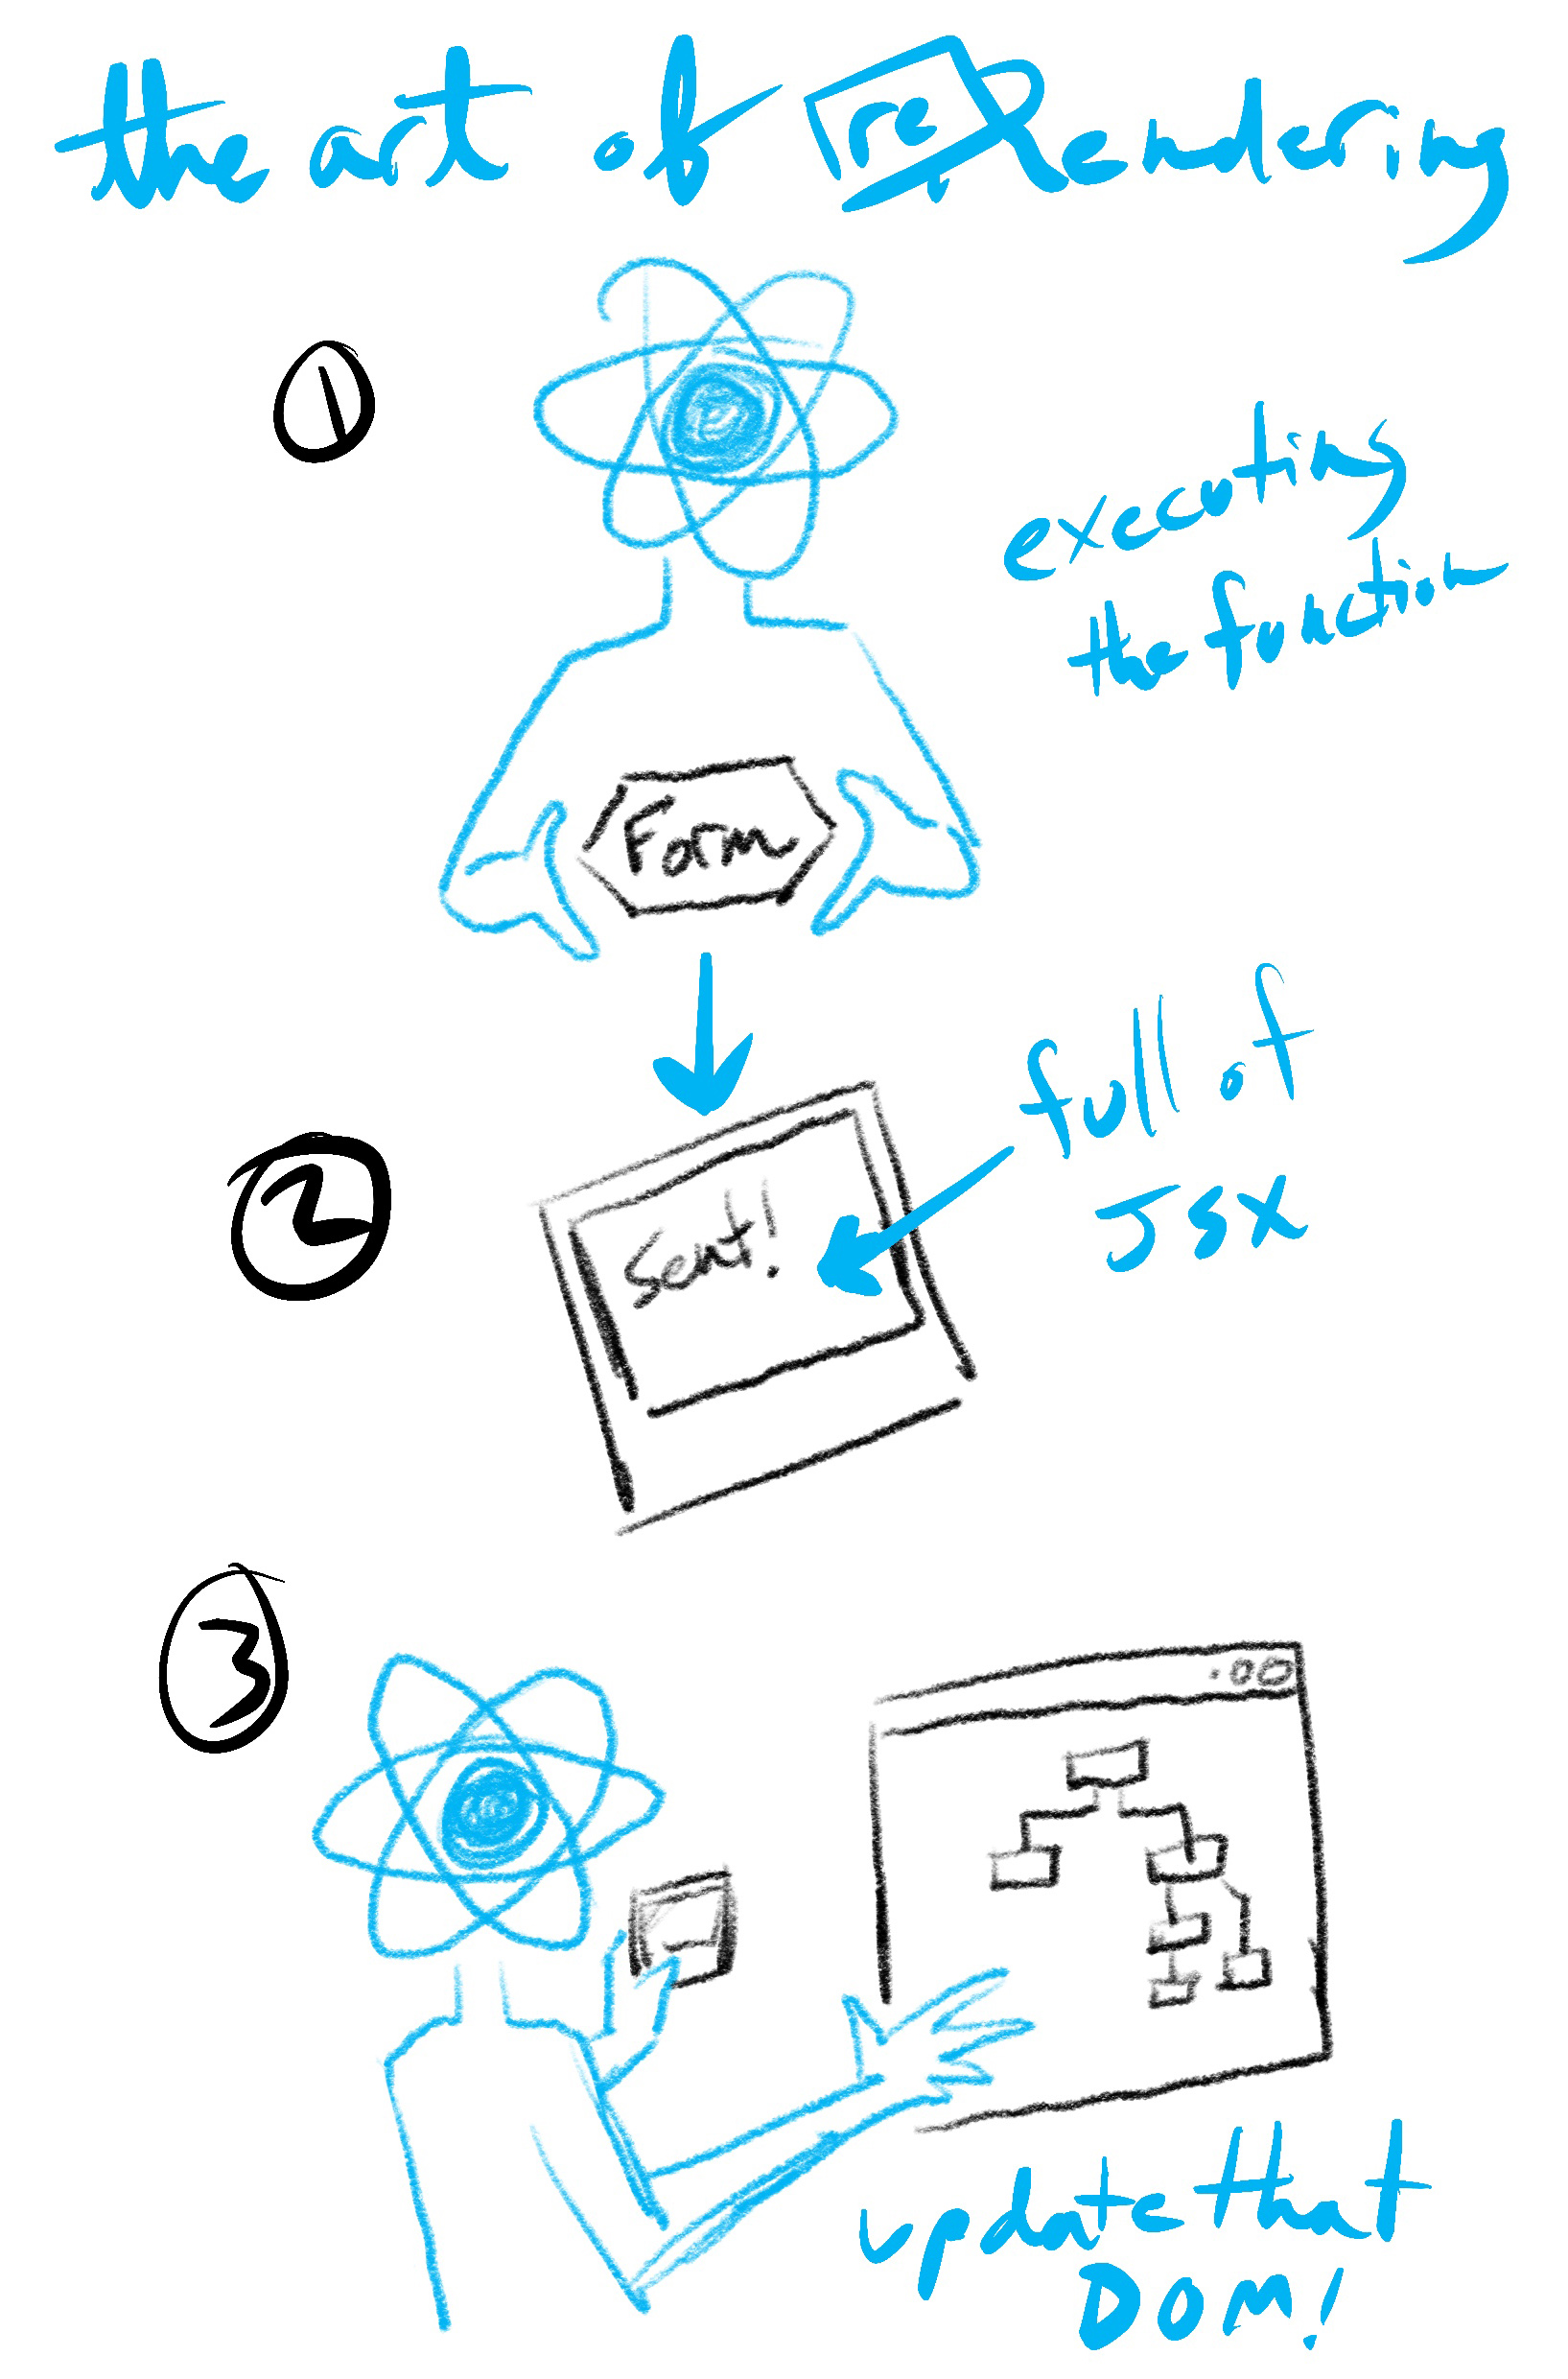 the art of re Rendering
1
executing
the function
Form
2
full of
JSX
Sent!
3
update that
DOM!